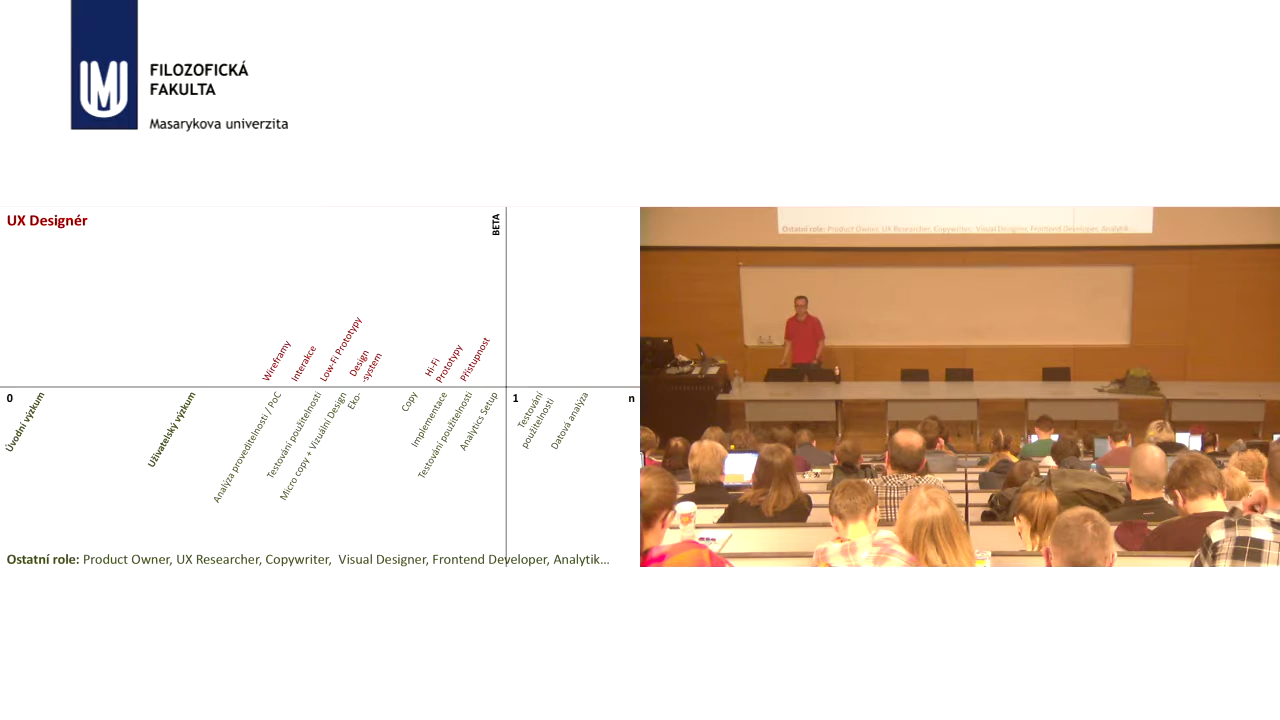 FILOZOFICKÁ
FAKULTA
Masarykova univerzita
UX Designér
BETA
Wireframy
Interakce
Low-Fi Prototypy
Design
-system
Hi-Fi
Prototypy
Přístupnost
0
1
n
Úvodní výzkum
Uživatelský výzkum
Analýza proveditelnosti / PoC
Testování použitelnosti
Micro copy + Vizuální Design
Eko-
Copy
Implementace
Testování použitelnosti
Analytics Setup
Testování
použitelnosti
Datová analýza
Ostatní role: Product Owner, UX Researcher, Copywriter, Visual Designer, Frontend Developer, Analytik...
Ostatní role: Product Owner, UX Researcher, Copywriter, Visual Designer, Frontend Developer, Analytik...